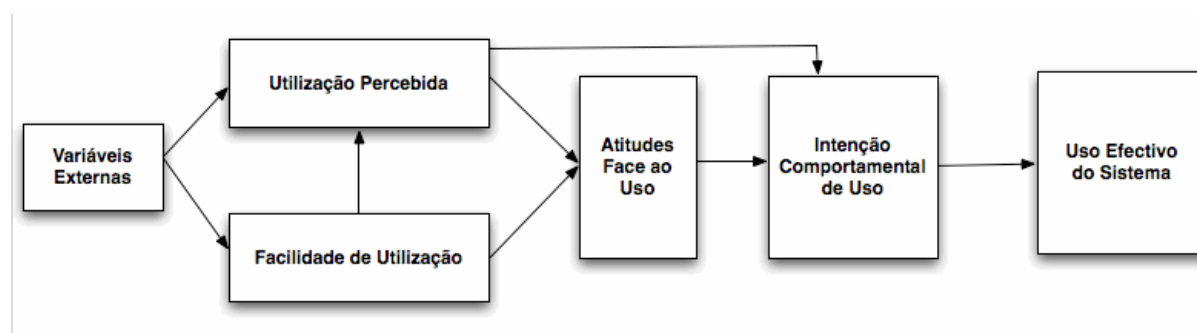 Utilização Percebida
Variáveis
Externas
Facilidade de Utilização
Atitudes
Face ao
Uso
Intenção
Comportamental
de Uso
Uso Efectivo
do Sistema